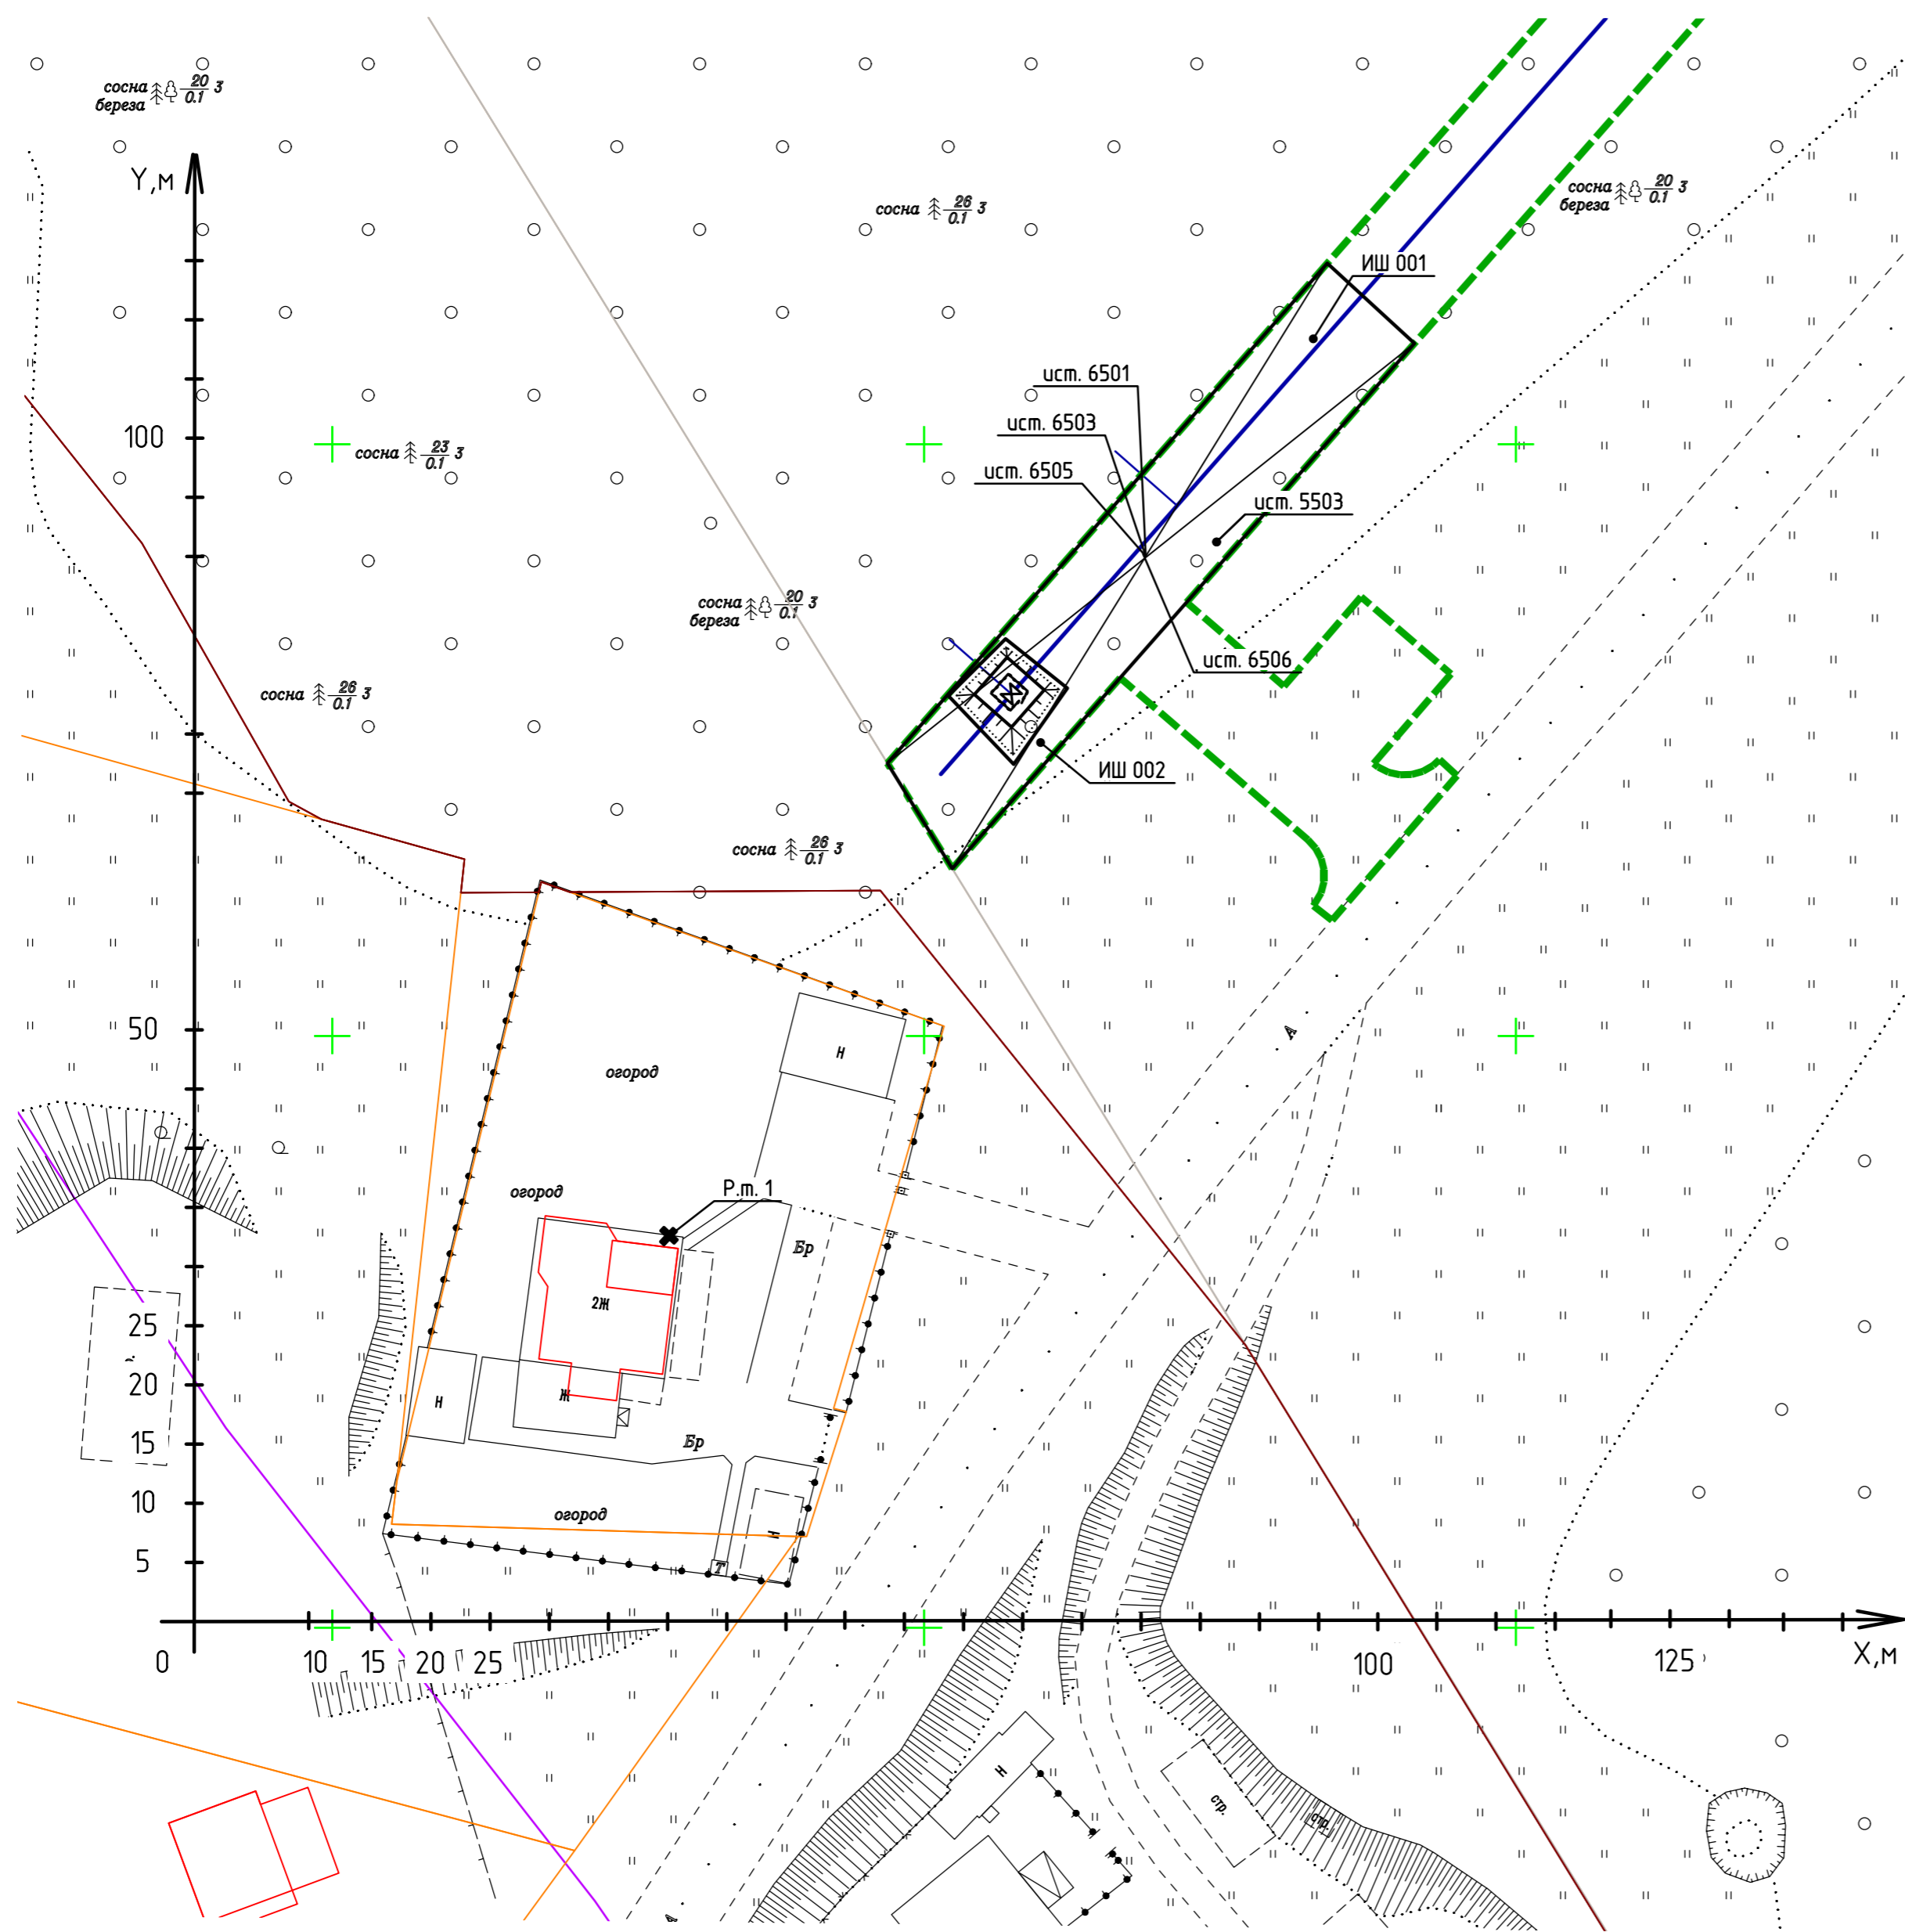 сосна 20 3
береза 0.1
Y,м
сосна 26 3
0.1
сосна 20 3
береза 0.1
ИШ 001
ист. 6501
ист. 6503
ист. 6505
ист. 5503
100
сосна 23 3
0.1
сосна 20 3
береза 0.1
ист. 6506
сосна 26 3
0.1
ИШ 002
сосна 26 3
0.1
50
А
Н
огород
огород
Р.т. 1
Бр
2Ж
25
20
Ж
Н
15
Бр
10
огород
Н
5
Т
0
10 15 20 25
100
125
X,м
Н
стр.
стр.
А